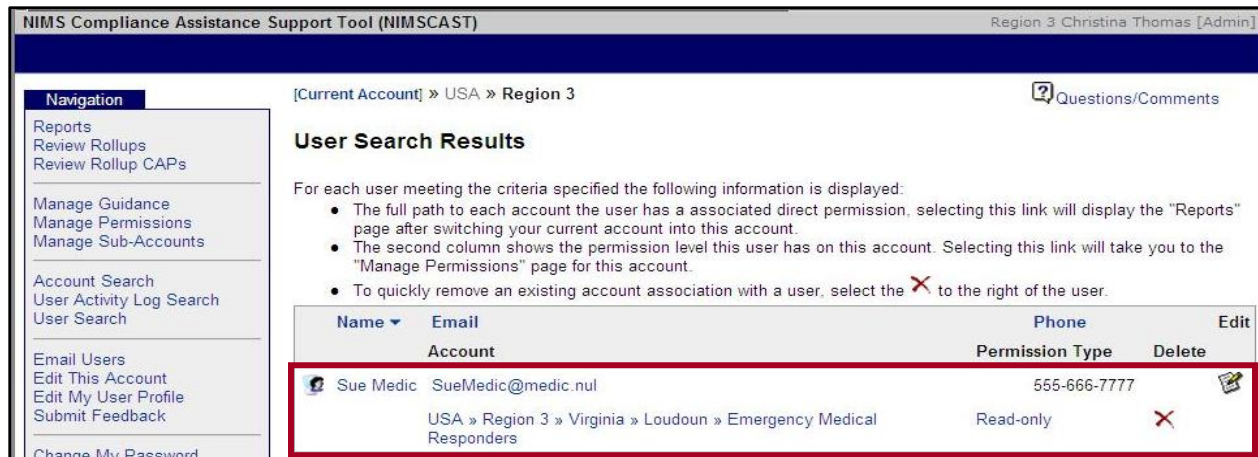 NIMS Compliance Assistance Support Tool (NIMSCAST)
Region 3 Christina Thomas [Admin]
Navigation
Reports
Review Rollups
Review Rollup CAPs
Manage Guidance
Manage Permissions
Manage Sub-Accounts
Account Search
User Activity Log Search
User Search
Email Users
Edit This Account
Edit My User Profile
Submit Feedback
Change My Password
[Current Account] » USA » Region 3
Questions/Comments
User Search Results
For each user meeting the criteria specified the following information is displayed:
• The full path to each account the user has a associated direct permission, selecting this link will display the "Reports"
page after switching your current account into this account.
• The second column shows the permission level this user has on this account. Selecting this link will take you to the
"Manage Permissions" page for this account.
• To quickly remove an existing account association with a user, select the X to the right of the user.
Name Email Phone Edit
Account Permission Type Delete
Sue Medic SueMedic@medic.nul 555-666-7777
USA » Region 3 » Virginia » Loudoun » Emergency Medical Read-only
Responders